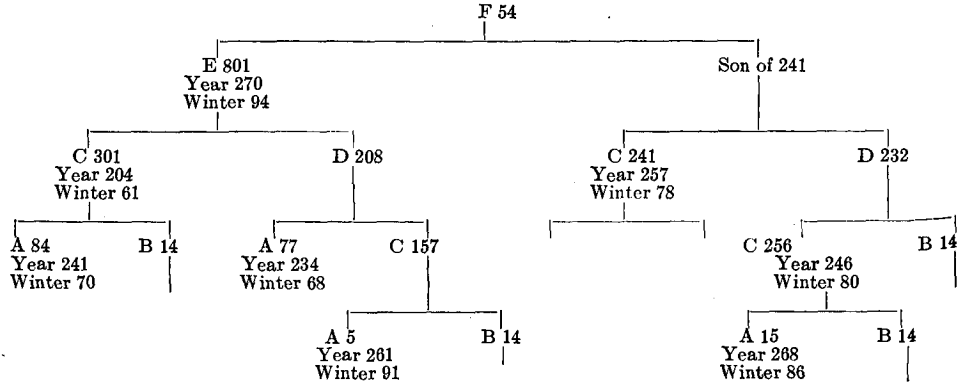 F 54
E 801
Year 270
Winter 94
Son of 241
C 301
Year 204
Winter 61
D 208
C 241
Year 257
Winter 78
D 232
A 84
Year 241
Winter 70
B 14
A 77
Year 234
Winter 68
C 157
C 256
Year 246
Winter 80
B 14
A 5
Year 261
Winter 91
B 14
A 15
Year 268
Winter 86
B 14